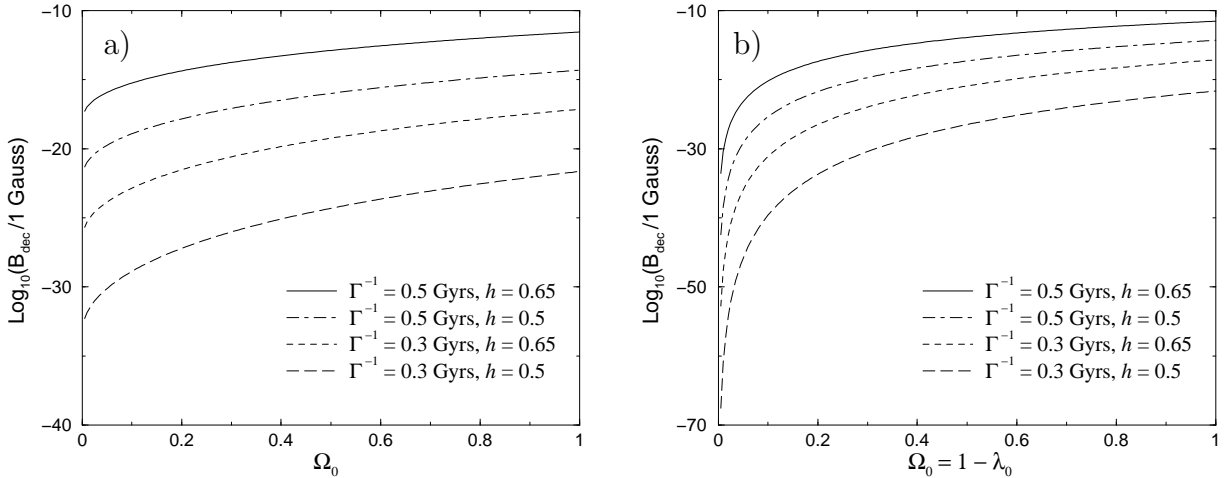 a)
Log₁₀(B_dec/1 Gauss)
−10
−20
−30
−40
0 0.2 0.4 0.6 0.8 1
Ω₀
Γ⁻¹ = 0.5 Gyrs, h = 0.65
Γ⁻¹ = 0.5 Gyrs, h = 0.5
Γ⁻¹ = 0.3 Gyrs, h = 0.65
Γ⁻¹ = 0.3 Gyrs, h = 0.5
b)
Log₁₀(B_dec/1 Gauss)
−10
−30
−50
−70
0 0.2 0.4 0.6 0.8 1
Ω₀ = 1 − λ₀
Γ⁻¹ = 0.5 Gyrs, h = 0.65
Γ⁻¹ = 0.5 Gyrs, h = 0.5
Γ⁻¹ = 0.3 Gyrs, h = 0.65
Γ⁻¹ = 0.3 Gyrs, h = 0.5